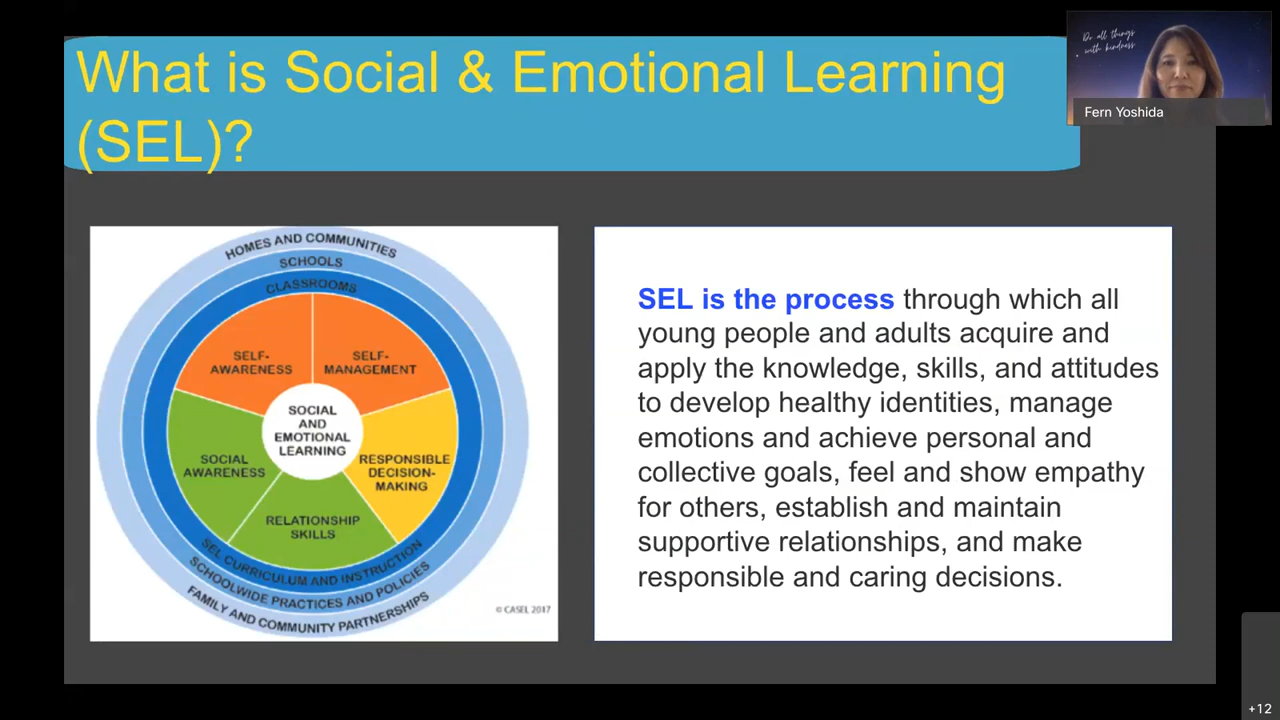 What is Social & Emotional Learning
(SEL)?
Do all things
with kindness
Fern Yoshida
HOMES AND COMMUNITIES
SCHOOLS
CLASSROOMS
SELF-
AWARENESS
SELF-
MANAGEMENT
SOCIAL
AND
EMOTIONAL
LEARNING
SOCIAL
AWARENESS
RESPONSIBLE
DECISION-
MAKING
RELATIONSHIP
SKILLS
SEL CURRICULUM AND INSTRUCTION
SCHOOLWIDE PRACTICES AND POLICIES
FAMILY AND COMMUNITY PARTNERSHIPS
© CASEL 2017
SEL is the process through which all
young people and adults acquire and
apply the knowledge, skills, and attitudes
to develop healthy identities, manage
emotions and achieve personal and
collective goals, feel and show empathy
for others, establish and maintain
supportive relationships, and make
responsible and caring decisions.
+12